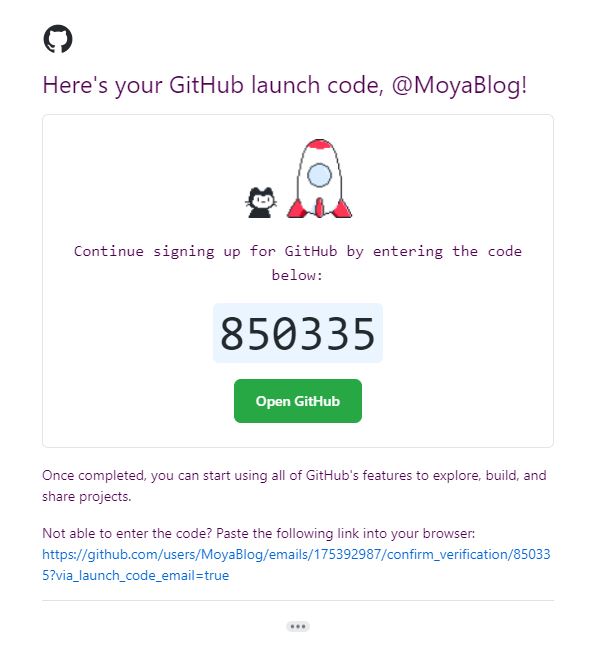 Here's your GitHub launch code, @MoyaBlog!
Continue signing up for GitHub by entering the code
below:
850335
Open GitHub
Once completed, you can start using all of GitHub's features to explore, build, and
share projects.
Not able to enter the code? Paste the following link into your browser:
https://github.com/users/MoyaBlog/emails/175392987/confirm_verification/85033
5?via_launch_code_email=true